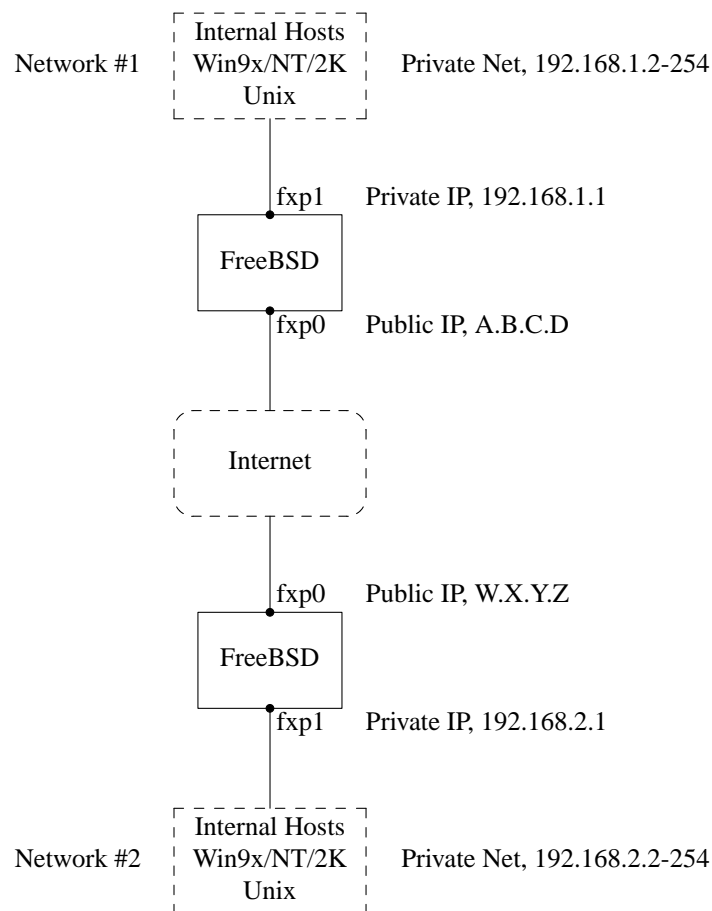 Internal Hosts
Network #1 Win9x/NT/2K Private Net, 192.168.1.2-254
Unix
fxp1 Private IP, 192.168.1.1
FreeBSD
fxp0 Public IP, A.B.C.D
Internet
fxp0 Public IP, W.X.Y.Z
FreeBSD
fxp1 Private IP, 192.168.2.1
Internal Hosts
Network #2 Win9x/NT/2K Private Net, 192.168.2.2-254
Unix